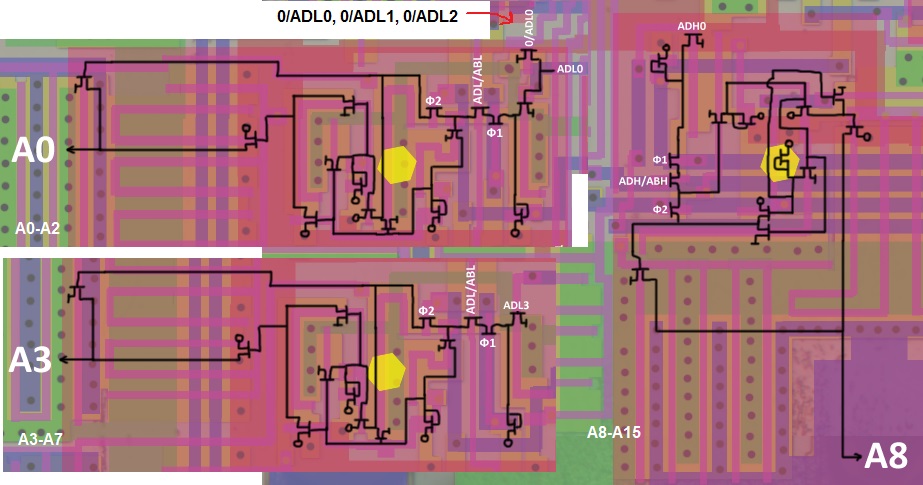 0/ADL0, 0/ADL1, 0/ADL2
0/ADL0
ADH0
ADL/ABL
ADL0
Φ2
Φ1
A0
Φ1
ADH/ABH
Φ2
A0-A2
ADL/ABL
ADL3
Φ2
Φ1
A3
A3-A7
A8-A15
A8